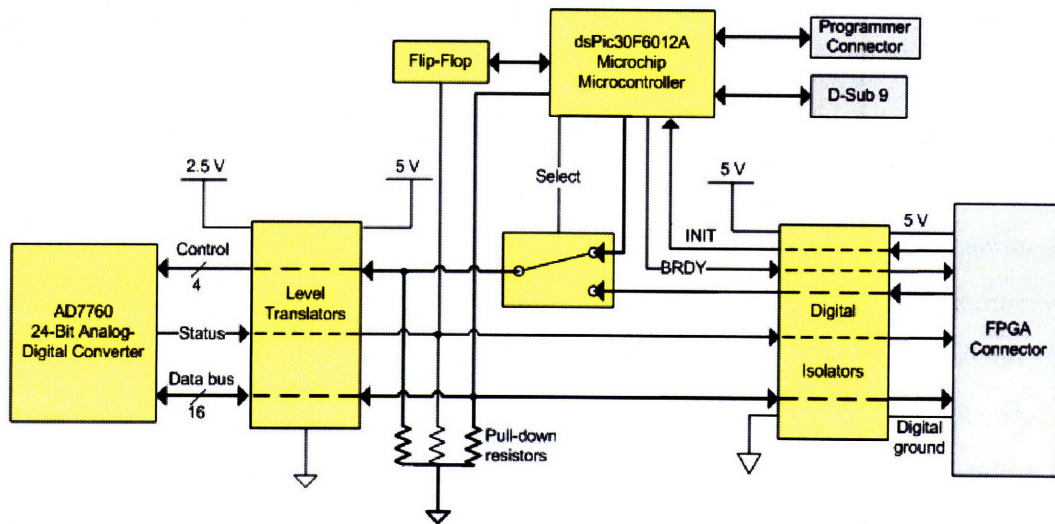 dsPic30F6012A
Microchip
Microcontroller
Programmer
Connector
Flip-Flop
D-Sub 9
2.5 V
5 V
Select
5 V
5 V
INIT
Control
4
BRDY
Level
Translators
AD7760
24-Bit Analog-
Digital Converter
Status
Digital
Isolators
FPGA
Connector
Data bus
16
Pull-down
resistors
Digital
ground